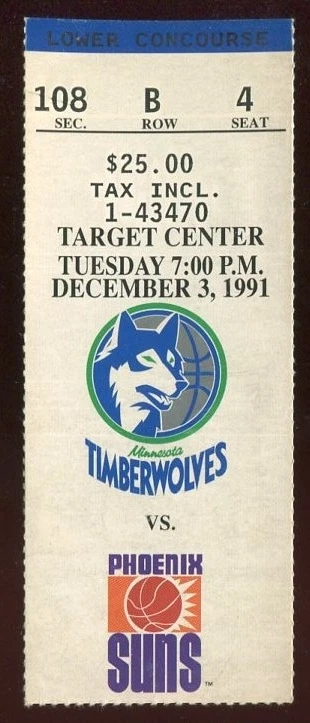 LOWER CONCOURSE
108 B 4
SEC. ROW SEAT
$25.00
TAX INCL.
1-43470
TARGET CENTER
TUESDAY 7:00 P.M.
DECEMBER 3, 1991
Minnesota
TIMBERWOLVES
VS.
PHOENIX
SUNS™